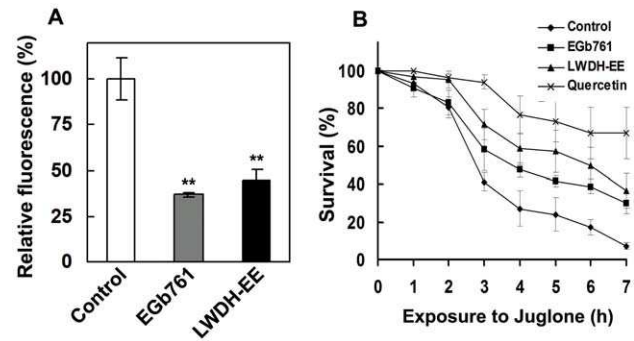 A
Relative fluorescence (%)
125
100
75
50
25
0
**
**
Control
EGb761
LWDH-EE
B
Control
EGb761
LWDH-EE
Quercetin
Survival (%)
100
80
60
40
20
0
0 1 2 3 4 5 6 7
Exposure to Juglone (h)